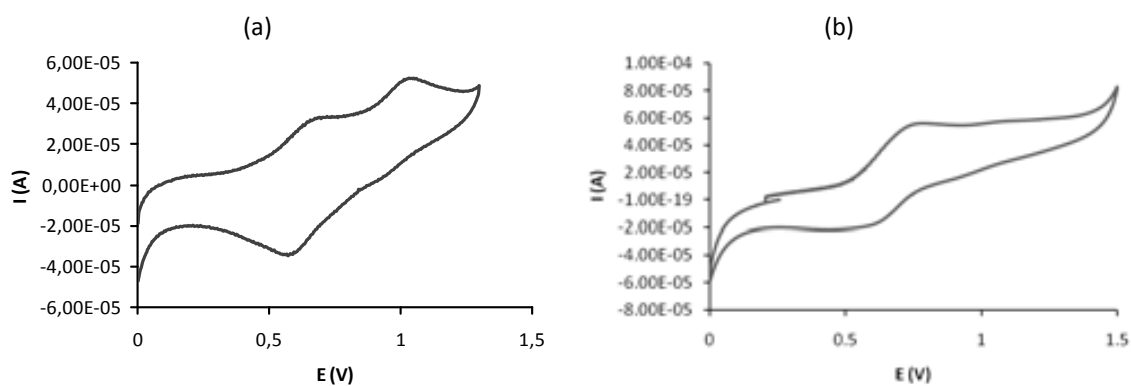 (a)
6,00E-05
4,00E-05
2,00E-05
0,00E+00
-2,00E-05
-4,00E-05
-6,00E-05
I (A)
0
0,5
1
1,5
E (V)
(b)
1.00E-04
8.00E-05
6.00E-05
4.00E-05
2.00E-05
-1.00E-19
-2.00E-05
-4.00E-05
-6.00E-05
-8.00E-05
I (A)
0
0.5
1
1.5
E (V)